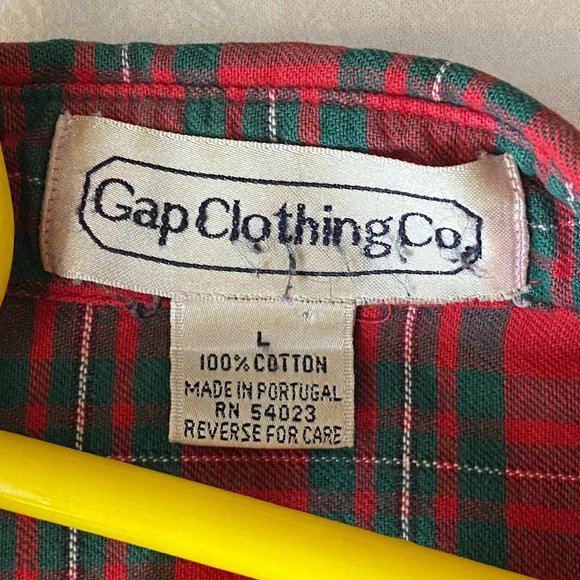 Gap Clothing Co.
L
100% COTTON
MADE IN PORTUGAL
RN 54023
REVERSE FOR CARE